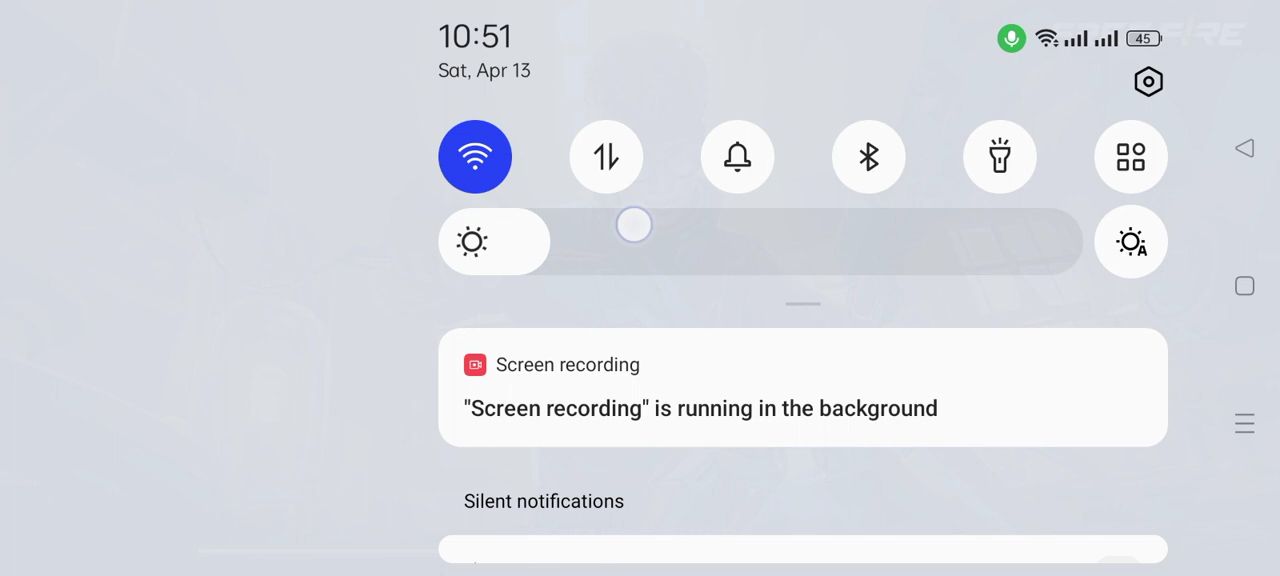 10:51
45
Sat, Apr 13
A
Screen recording
"Screen recording" is running in the background
Silent notifications